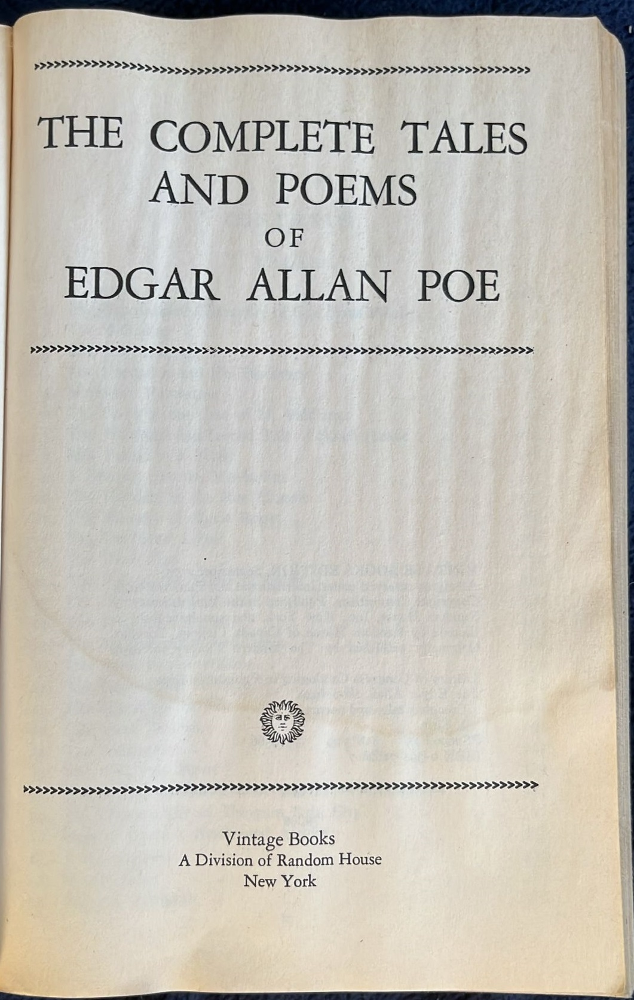 THE COMPLETE TALES
AND POEMS
OF
EDGAR ALLAN POE
Vintage Books
A Division of Random House
New York